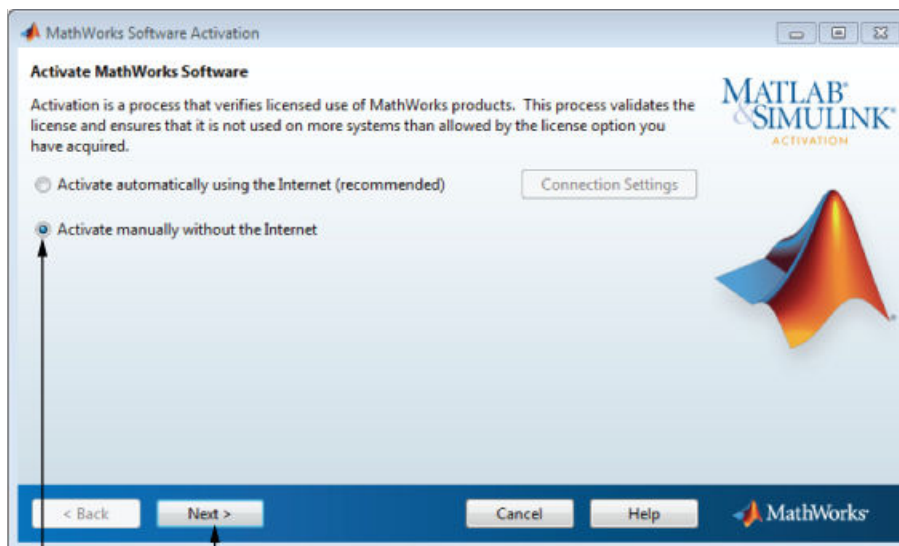 MathWorks Software Activation
Activate MathWorks Software
Activation is a process that verifies licensed use of MathWorks products. This process validates the
license and ensures that it is not used on more systems than allowed by the license option you
have acquired.
MATLAB®
&SIMULINK®
ACTIVATION
Activate automatically using the Internet (recommended)
Connection Settings
Activate manually without the Internet
< Back
Next >
Cancel
Help
MathWorks®